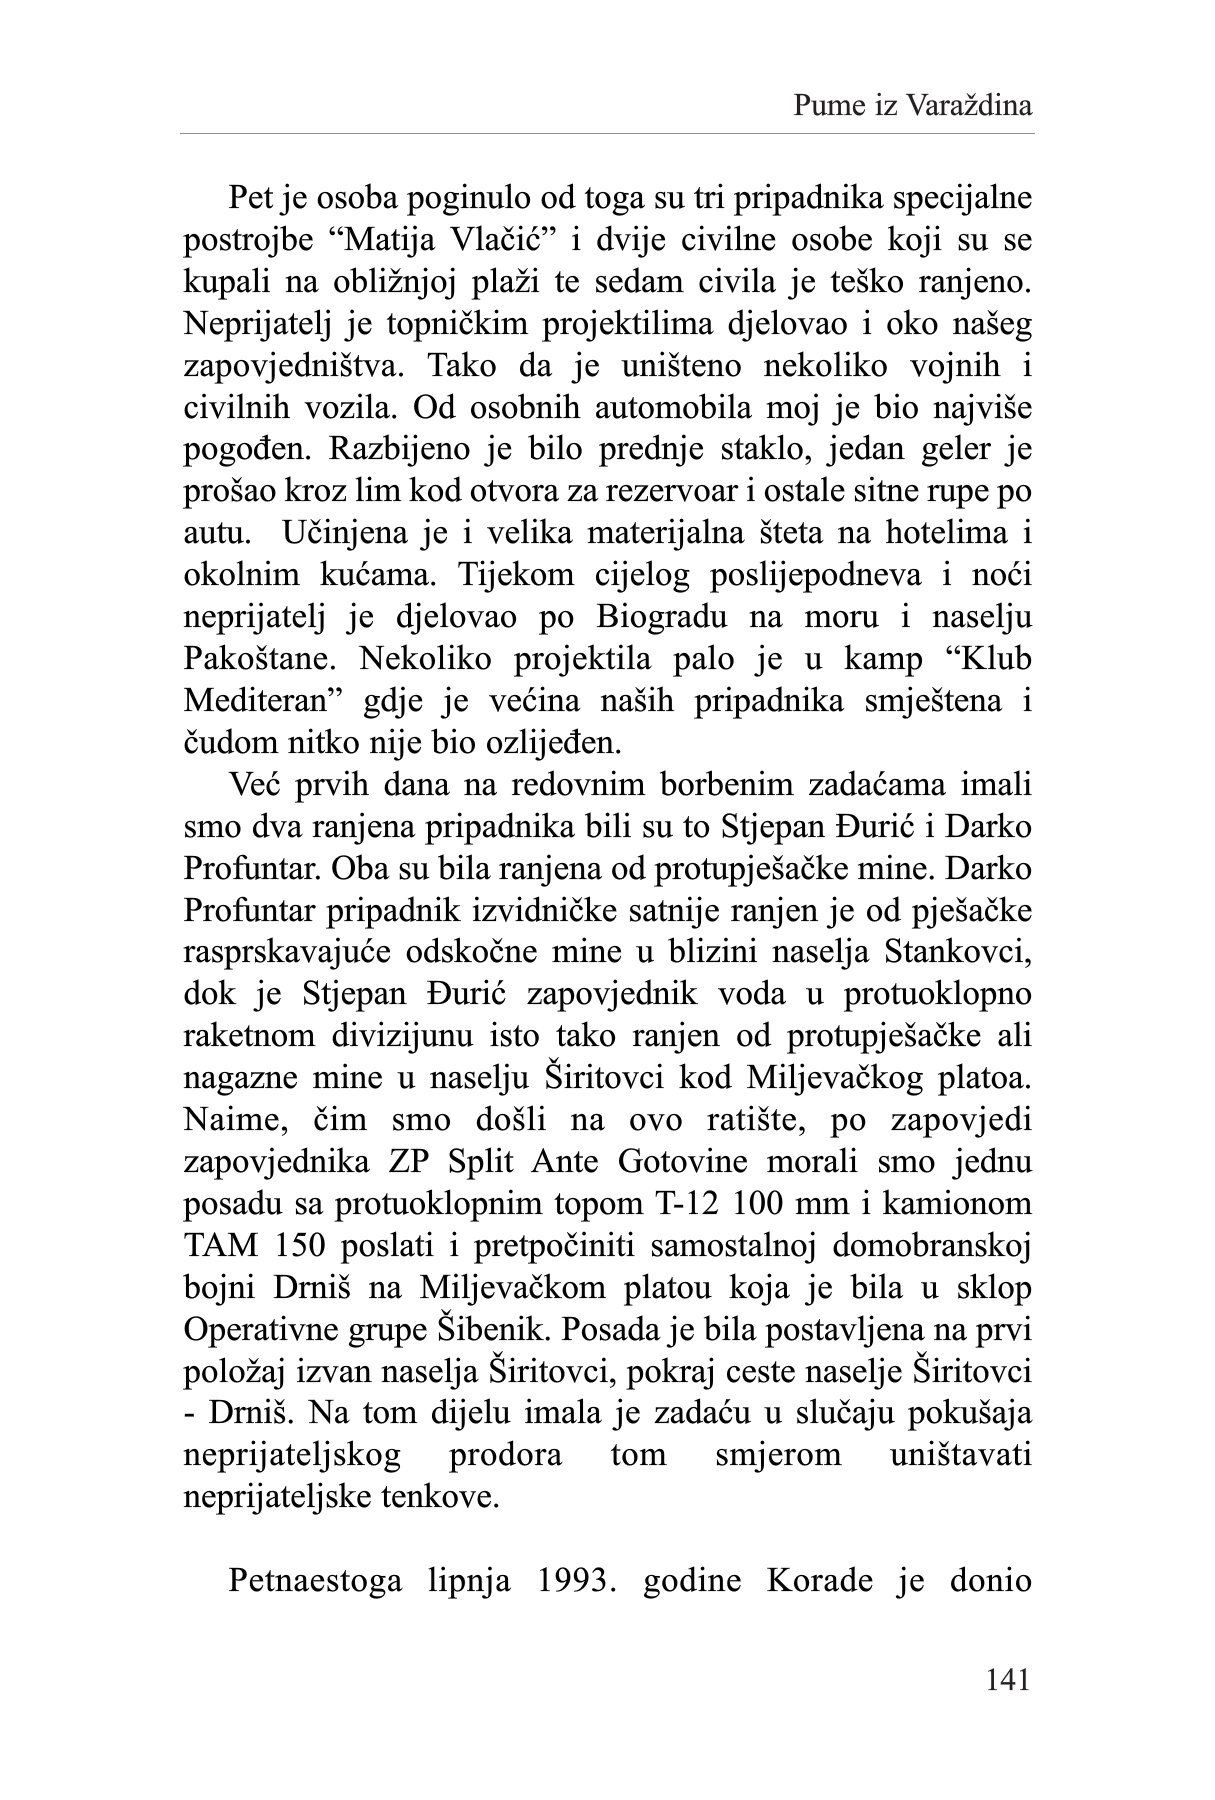 Pume iz Varaždina
Pet je osoba poginulo od toga su tri pripadnika specijalne
postrojbe “Matija Vlačić” i dvije civilne osobe koji su se
kupali na obližnjoj plaži te sedam civila je teško ranjeno.
Neprijatelj je topničkim projektilima djelovao i oko našeg
zapovjedništva. Tako da je uništeno nekoliko vojnih i
civilnih vozila. Od osobnih automobila moj je bio najviše
pogođen. Razbijeno je bilo prednje staklo, jedan geler je
prošao kroz lim kod otvora za rezervoar i ostale sitne rupe po
autu.  Učinjena je i velika materijalna šteta na hotelima i
okolnim kućama. Tijekom cijelog poslijepodneva i noći
neprijatelj je djelovao po Biogradu na moru i naselju
Pakoštane. Nekoliko projektila palo je u kamp “Klub
Mediteran” gdje je većina naših pripadnika smještena i
čudom nitko nije bio ozlijeđen.
Već prvih dana na redovnim borbenim zadaćama imali
smo dva ranjena pripadnika bili su to Stjepan Đurić i Darko
Profuntar. Oba su bila ranjena od protupješačke mine. Darko
Profuntar pripadnik izvidničke satnije ranjen je od pješačke
rasprskavajuće odskočne mine u blizini naselja Stankovci,
dok je Stjepan Đurić zapovjednik voda u protuoklopno
raketnom divizijunu isto tako ranjen od protupješačke ali
nagazne mine u naselju Širitovci kod Miljevačkog platoa.
Naime, čim smo došli na ovo ratište, po zapovjedi
zapovjednika ZP Split Ante Gotovine morali smo jednu
posadu sa protuoklopnim topom T-12 100 mm i kamionom
TAM 150 poslati i pretpočiniti samostalnoj domobranskoj
bojni Drniš na Miljevačkom platou koja je bila u sklop
Operativne grupe Šibenik. Posada je bila postavljena na prvi
položaj izvan naselja Širitovci, pokraj ceste naselje Širitovci
- Drniš. Na tom dijelu imala je zadaću u slučaju pokušaja
neprijateljskog prodora tom smjerom uništavati
neprijateljske tenkove.
Petnaestoga lipnja 1993. godine Korade je donio
141